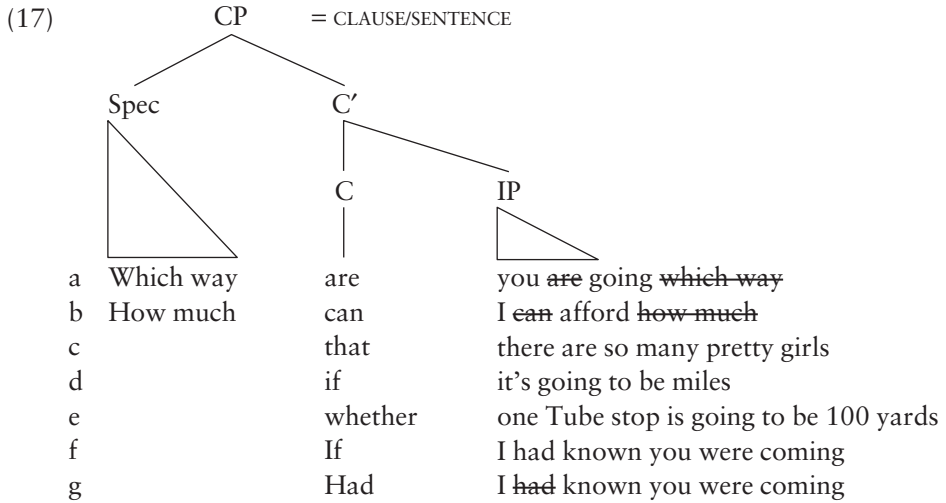 (17) CP = CLAUSE/SENTENCE
Spec C′
C IP
a Which way are you are going which way
b How much can I can afford how much
c that there are so many pretty girls
d if it's going to be miles
e whether one Tube stop is going to be 100 yards
f If I had known you were coming
g Had I had known you were coming